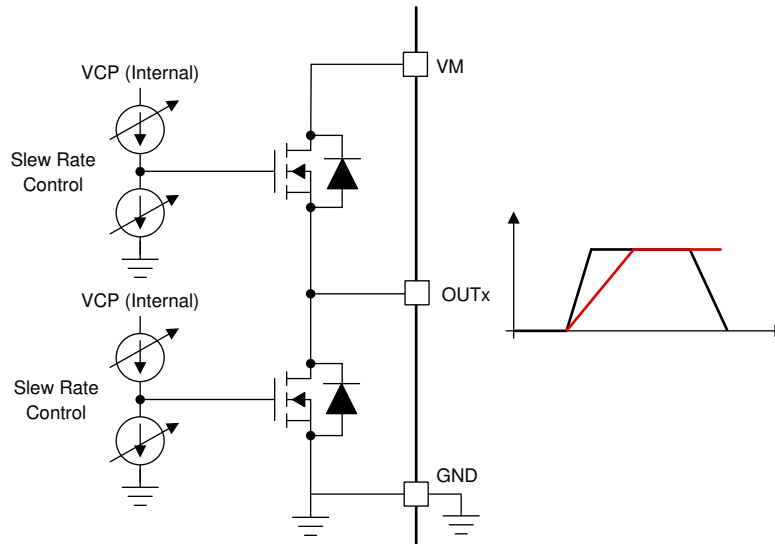 VM
VCP (Internal)
Slew Rate
Control
OUTx
VCP (Internal)
Slew Rate
Control
GND